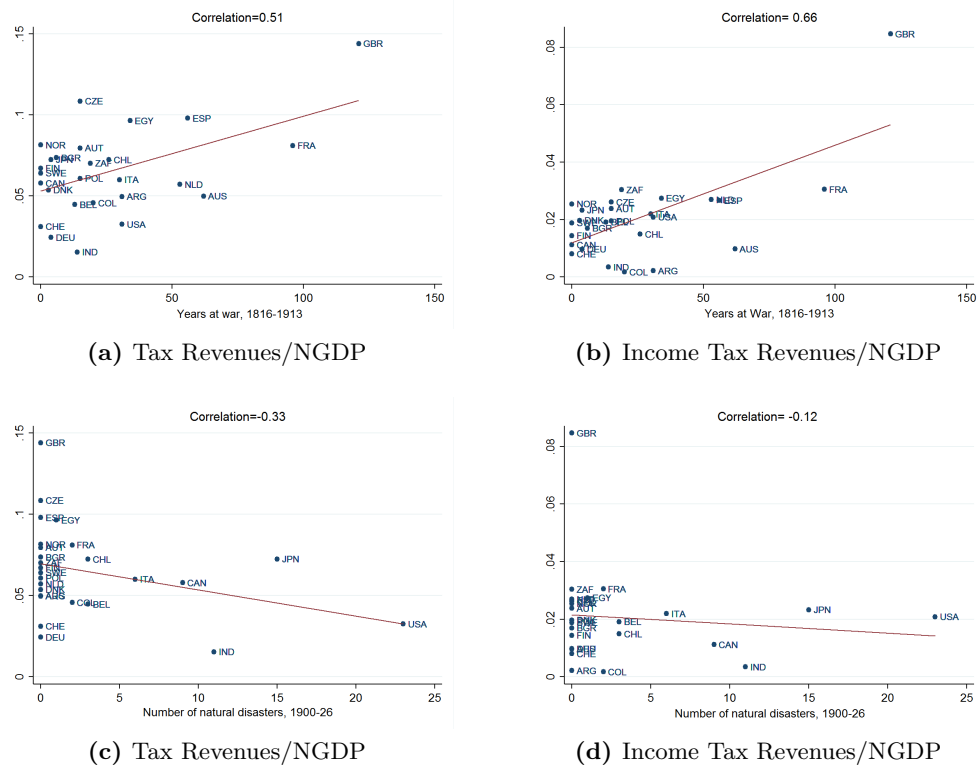 Correlation=0.51
.15
.1
.05
0
GBR
CZE
EGY
ESP
NOR
AUT
FRA
BGR
JPN
ZAF
CHL
FIN
SWE
POL
ITA
CAN
NLD
DNK
ARG
AUS
BEL
COL
CHE
USA
DEU
IND
0 50 100 150
Years at war, 1816-1913
(a) Tax Revenues/NGDP
Correlation= 0.66
.08
.06
.04
.02
0
GBR
ZAF
FRA
EGY
CZE
NLD
ESP
NOR
AUT
JPN
ITA
USA
DNK
POL
SWE
BEL
BGR
CHL
FIN
CAN
DEU
AUS
CHE
IND
COL
ARG
0 50 100 150
Years at War, 1816-1913
(b) Income Tax Revenues/NGDP
Correlation=-0.33
.15
.1
.05
0
GBR
CZE
ESP
EGY
NOR
AUT
FRA
BGR
CHL
JPN
ZAF
FIN
SWE
POL
ITA
NLD
CAN
DNK
COL
BEL
CHE
USA
DEU
IND
0 5 10 15 20 25
Number of natural disasters, 1900-26
(c) Tax Revenues/NGDP
Correlation= -0.12
.08
.06
.04
.02
0
GBR
ZAF
FRA
EGY
AUT
JPN
ITA
USA
BEL
BGR
CHL
FIN
CAN
CHE
IND
ARG
COL
0 5 10 15 20 25
Number of natural disasters, 1900-26
(d) Income Tax Revenues/NGDP